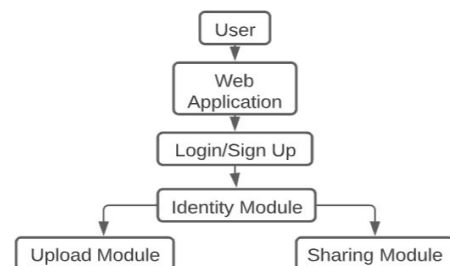 User
Web
Application
Login/Sign Up
Identity Module
Upload Module
Sharing Module